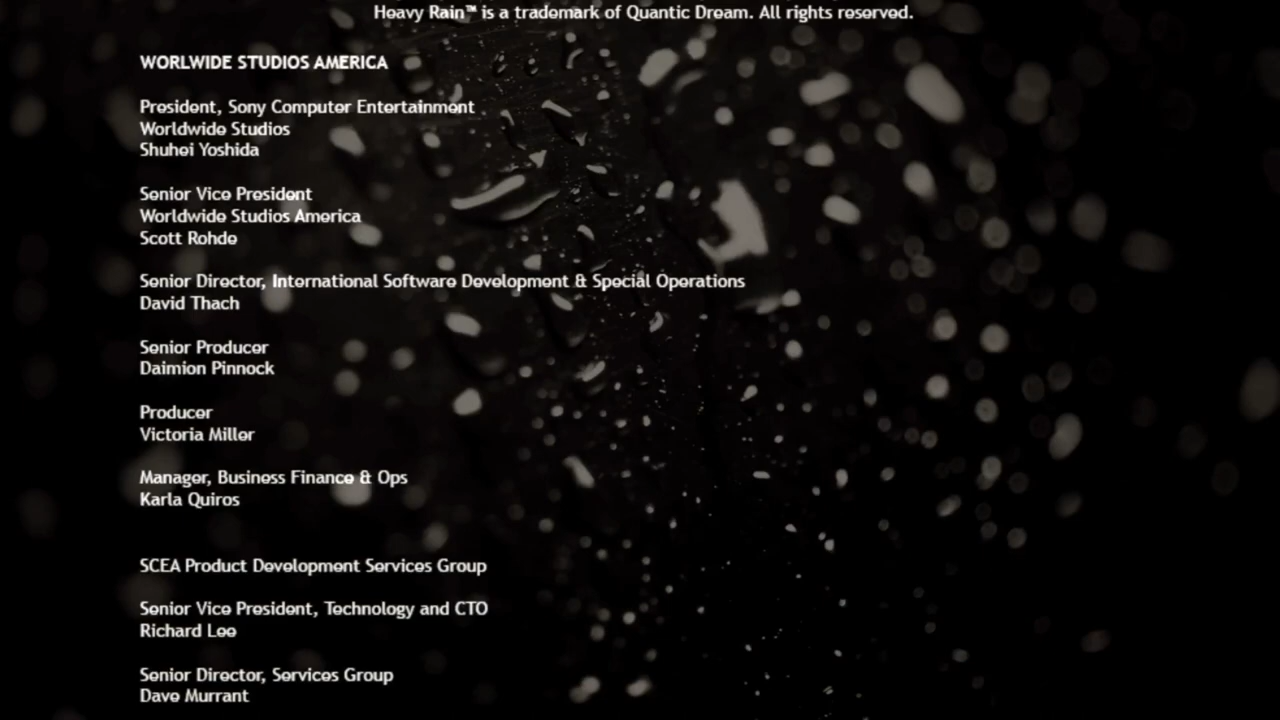 Heavy Rain™ is a trademark of Quantic Dream. All rights reserved.
WORLWIDE STUDIOS AMERICA
President, Sony Computer Entertainment
Worldwide Studios
Shuhei Yoshida
Senior Vice President
Worldwide Studios America
Scott Rohde
Senior Director, International Software Development & Special Operations
David Thach
Senior Producer
Daimion Pinnock
Producer
Victoria Miller
Manager, Business Finance & Ops
Karla Quiros
SCEA Product Development Services Group
Senior Vice President, Technology and CTO
Richard Lee
Senior Director, Services Group
Dave Murrant